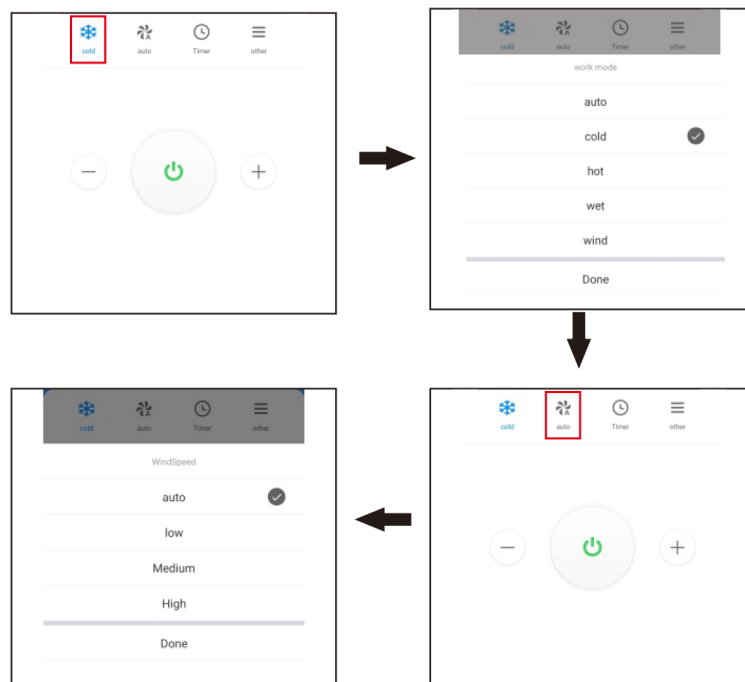 cold auto Timer other
cold auto Timer other
work mode
auto
cold
hot
wet
wind
Done
cold auto Timer other
cold auto Timer other
WindSpeed
auto
low
Medium
High
Done